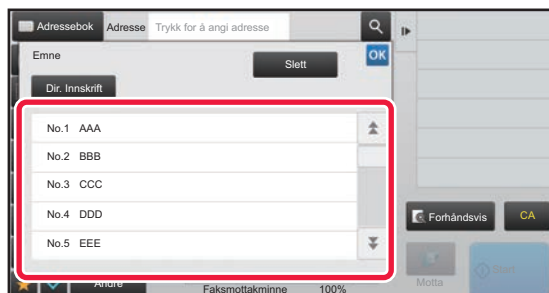 Adressebok Adresse Trykk for å angi adresse
Emne Slett OK
Dir. Innskrift
No.1 AAA
No.2 BBB
No.3 CCC
No.4 DDD
No.5 EEE
Forhåndsvis CA
Andre Faksmottakminne 100% Motta Start